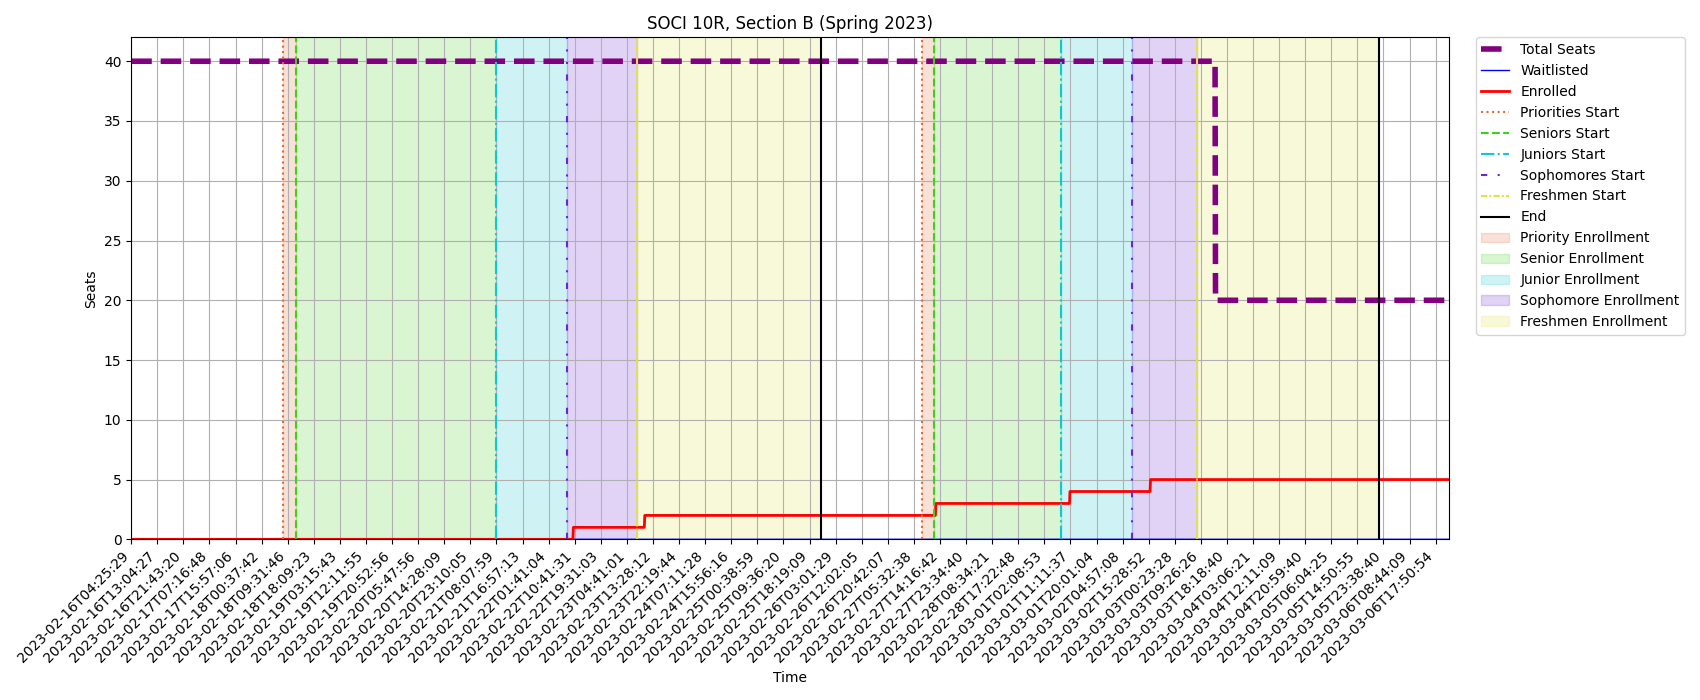 SOCI 10R, Section B (Spring 2023)
Seats
40
35
30
25
20
15
10
5
0
2023-02-16T04:25:29
2023-02-16T13:04:27
2023-02-16T21:43:20
2023-02-17T07:16:48
2023-02-17T15:57:06
2023-02-18T00:37:42
2023-02-18T09:31:46
2023-02-18T18:09:23
2023-02-19T03:15:43
2023-02-19T12:11:55
2023-02-19T20:52:56
2023-02-20T05:47:56
2023-02-20T14:28:09
2023-02-20T23:10:05
2023-02-21T08:07:59
2023-02-21T16:57:13
2023-02-22T01:41:04
2023-02-22T10:41:31
2023-02-22T19:31:03
2023-02-23T04:41:01
2023-02-23T13:28:12
2023-02-23T22:19:44
2023-02-24T07:11:28
2023-02-24T15:56:16
2023-02-25T00:38:59
2023-02-25T09:36:20
2023-02-25T18:19:09
2023-02-26T03:01:29
2023-02-26T12:02:05
2023-02-26T20:42:07
2023-02-27T05:32:38
2023-02-27T14:16:42
2023-02-27T23:34:40
2023-02-28T08:34:21
2023-02-28T17:22:48
2023-03-01T02:08:53
2023-03-01T11:11:37
2023-03-01T20:01:04
2023-03-02T04:57:08
2023-03-02T15:28:52
2023-03-03T00:23:28
2023-03-03T09:26:26
2023-03-03T18:18:40
2023-03-04T03:06:21
2023-03-04T12:11:09
2023-03-04T20:59:40
2023-03-05T06:04:25
2023-03-05T14:50:55
2023-03-05T23:38:40
2023-03-06T08:44:09
2023-03-06T17:50:54
Time
Total Seats
Waitlisted
Enrolled
Priorities Start
Seniors Start
Juniors Start
Sophomores Start
Freshmen Start
End
Priority Enrollment
Senior Enrollment
Junior Enrollment
Sophomore Enrollment
Freshmen Enrollment